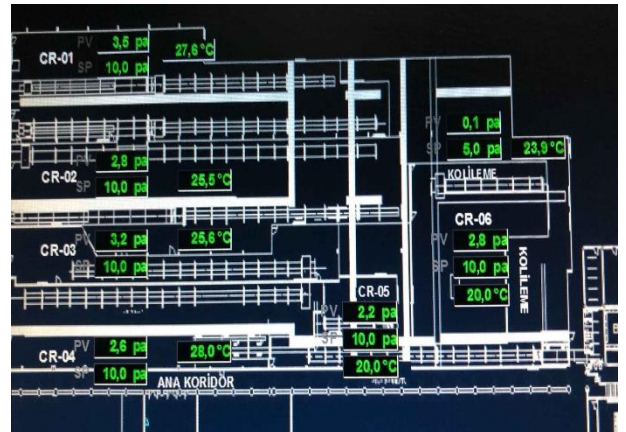 PV 3,5 pa 27,6 °C
CR-01
SP 10,0 pa
PV 0,1 pa
SP 5,0 pa 23,9 °C
PV 2,8 pa
KOLİLEME
CR-02
SP 10,0 pa 25,5 °C
CR-06
PV 3,2 pa 25,6 °C
CR-03
SP 10,0 pa
PV 2,8 pa
SP 10,0 pa
20,0 °C
KOLİLEME
CR-05
PV 2,2 pa
SP 10,0 pa
20,0 °C
PV 2,6 pa 28,0 °C
CR-04
SP 10,0 pa
ANA KORİDOR